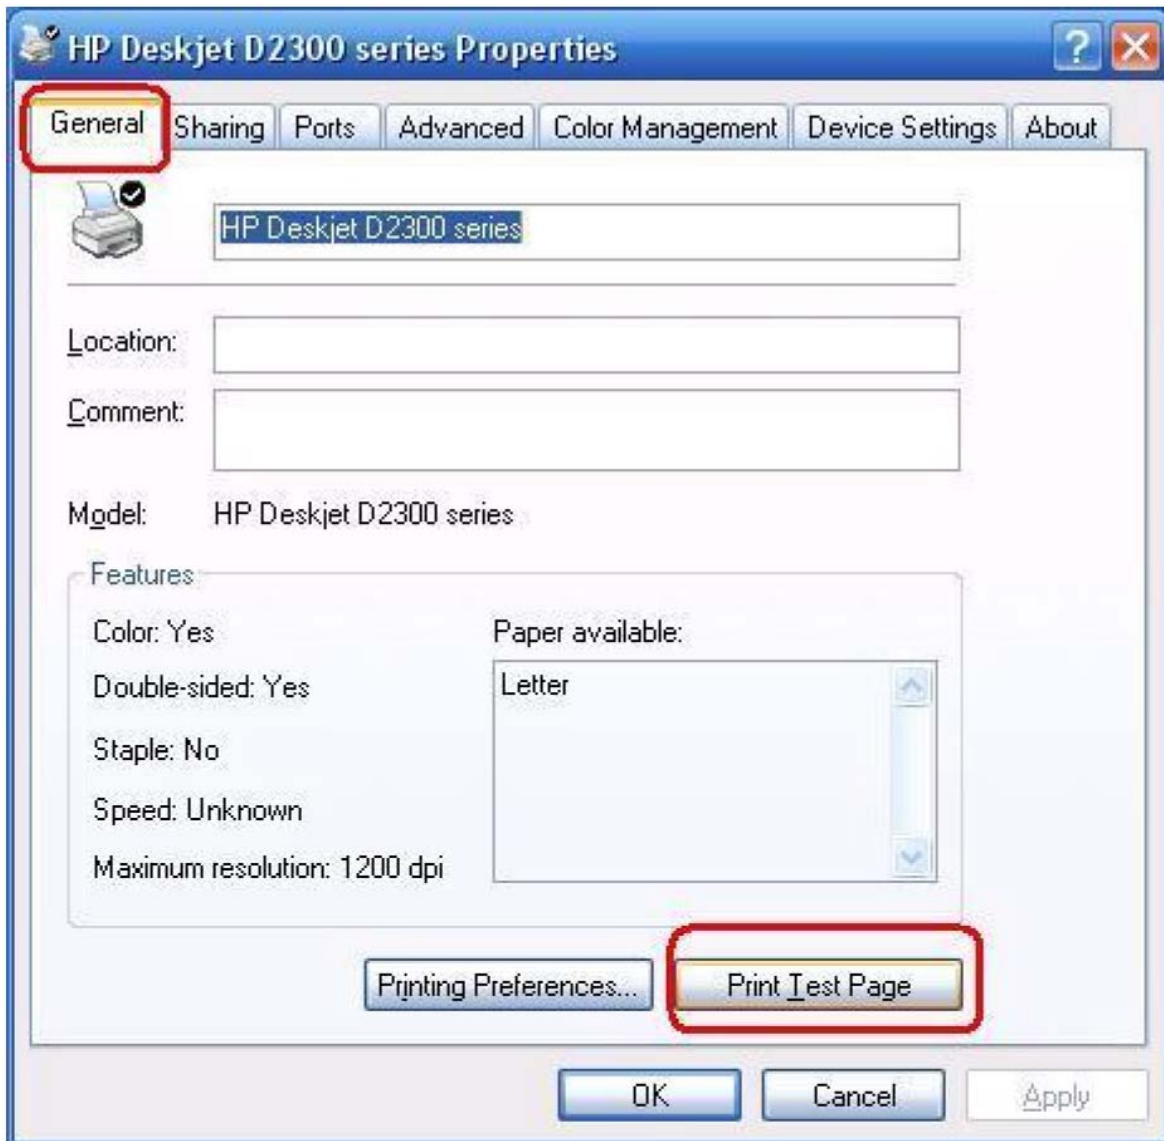 HP Deskjet D2300 series Properties
?
General Sharing Ports Advanced Color Management Device Settings About
HP Deskjet D2300 series
Location:
Comment:
Model: HP Deskjet D2300 series
Features
Color: Yes Paper available:
Double-sided: Yes Letter
Staple: No
Speed: Unknown
Maximum resolution: 1200 dpi
Printing Preferences... Print Test Page
OK Cancel Apply